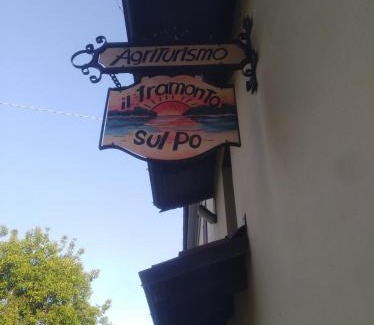 AgriTurismo
il Tramonto
sul Po